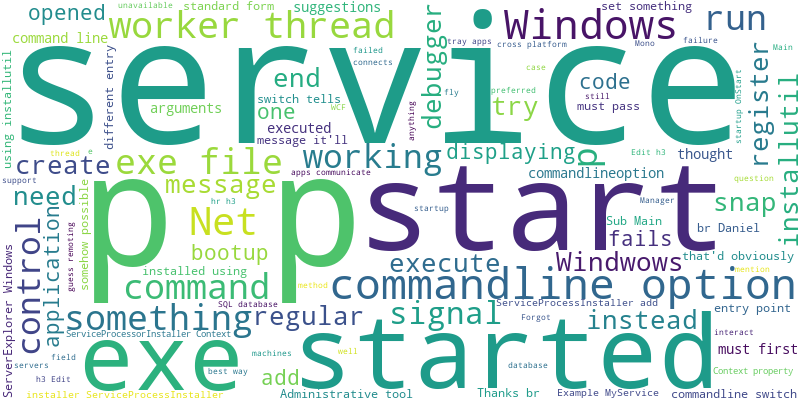 opened
unavailable
standard form
suggestions
set something
command line
worker thread
failed
connects
tray apps
cross platform
Windows
Mono
failure
run
Main
service
different entry
using installutil
arguments
end
one
switch tells
executed
message it'll
WCF
anything
debugger
fly
preferred
try
case
still
code
must pass
register
startup OnStart
installutil
thread
e
support
create
exe file
working
displaying
p
Edit h3
thought
apps communicate
commandlineoption
question
need
somehow possible
message
hr h3
p p
start
startup
Manager
snap
application
guess remoting
Net
bootup
Sub Main
br Daniel
fails
mention
control
installed using
execute
Windwows
that'd obviously
ServerExplorer Windows
command
method
commandline option
interact
something
regular
SQL database
signal
ServiceProcessInstaller add
Forgot
instead
entry point
ServiceProcessorInstaller Context
exe
started
must first
servers
field
machines
well
database
Context property
h3 Edit
best way
add
installer ServiceProcessInstaller
Administrative tool
Thanks br
Example MyService
commandline switch